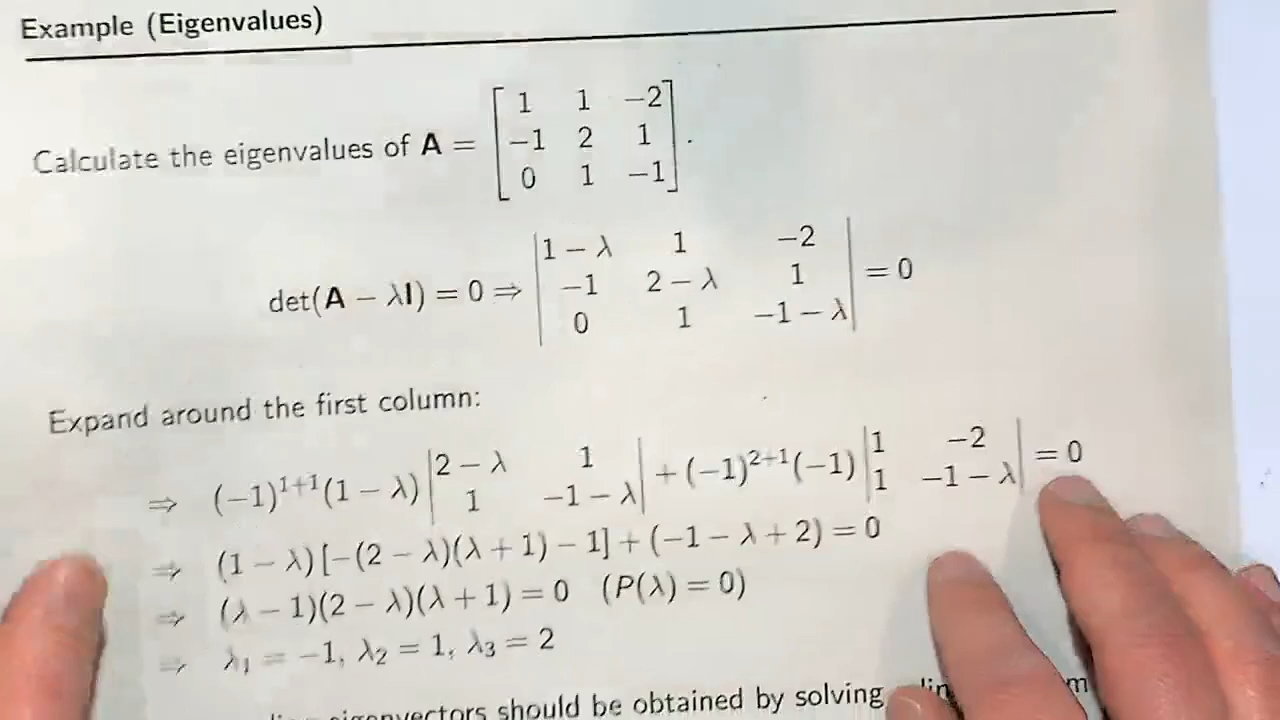 Example (Eigenvalues)
Calculate the eigenvalues of A = [1 1 −2; −1 2 1; 0 1 −1].
det(A − λI) = 0 ⇒ |1 − λ 1 −2; −1 2 − λ 1; 0 1 −1 − λ| = 0
Expand around the first column:
⇒ (−1)¹⁺¹(1 − λ) |2 − λ 1; 1 −1 − λ| + (−1)²⁺¹(−1) |1 −2; 1 −1 − λ| = 0
⇒ (1 − λ)[−(2 − λ)(λ + 1) − 1] + (−1 − λ + 2) = 0
⇒ (λ − 1)(2 − λ)(λ + 1) = 0 (P(λ) = 0)
⇒ λ₁ = −1, λ₂ = 1, λ₃ = 2
eigenvectors should be obtained by solving